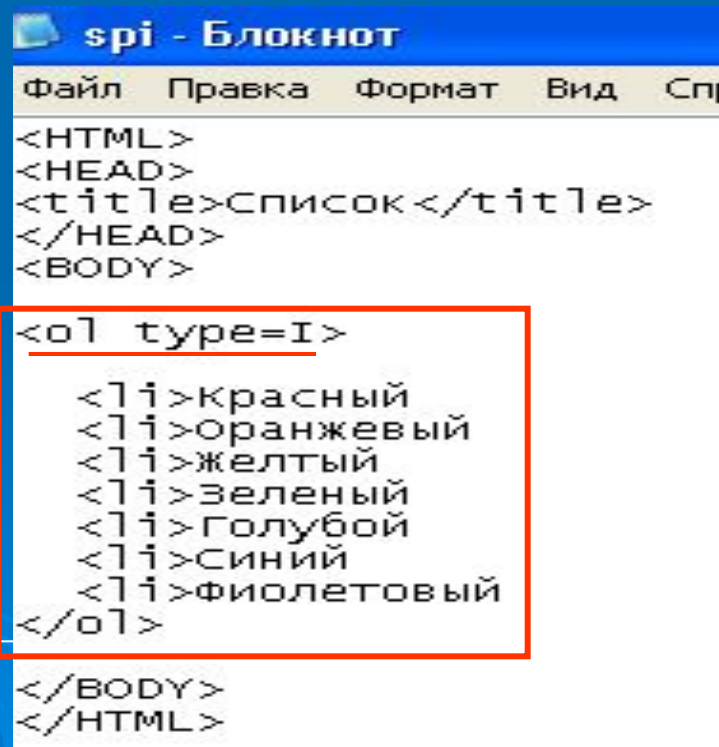 spi - Блокнот
Файл Правка Формат Вид Спр
<HTML>
<HEAD>
<title>Список</title>
</HEAD>
<BODY>
<ol type=I>
<li>Красный
<li>Оранжевый
<li>Желтый
<li>Зеленый
<li>Голубой
<li>Синий
<li>Фиолетовый
</ol>
</BODY>
</HTML>